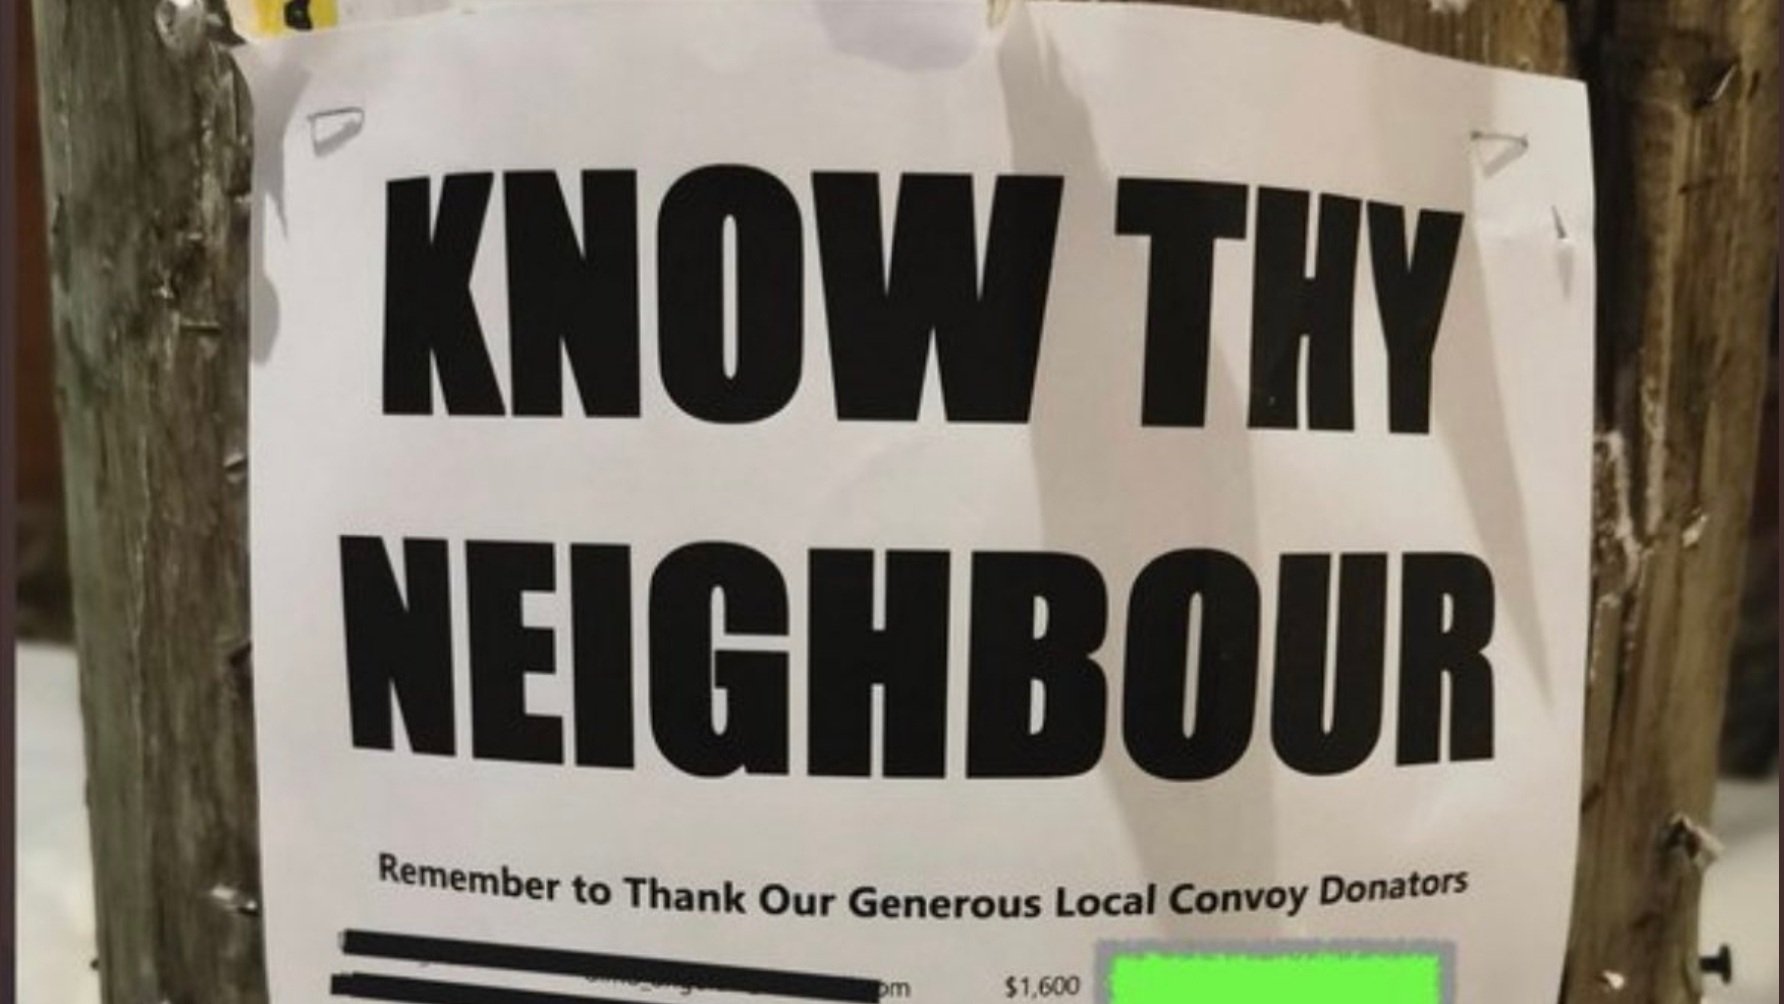 KNOW THY
NEIGHBOUR
Remember to Thank Our Generous Local Convoy Donators
$1,600